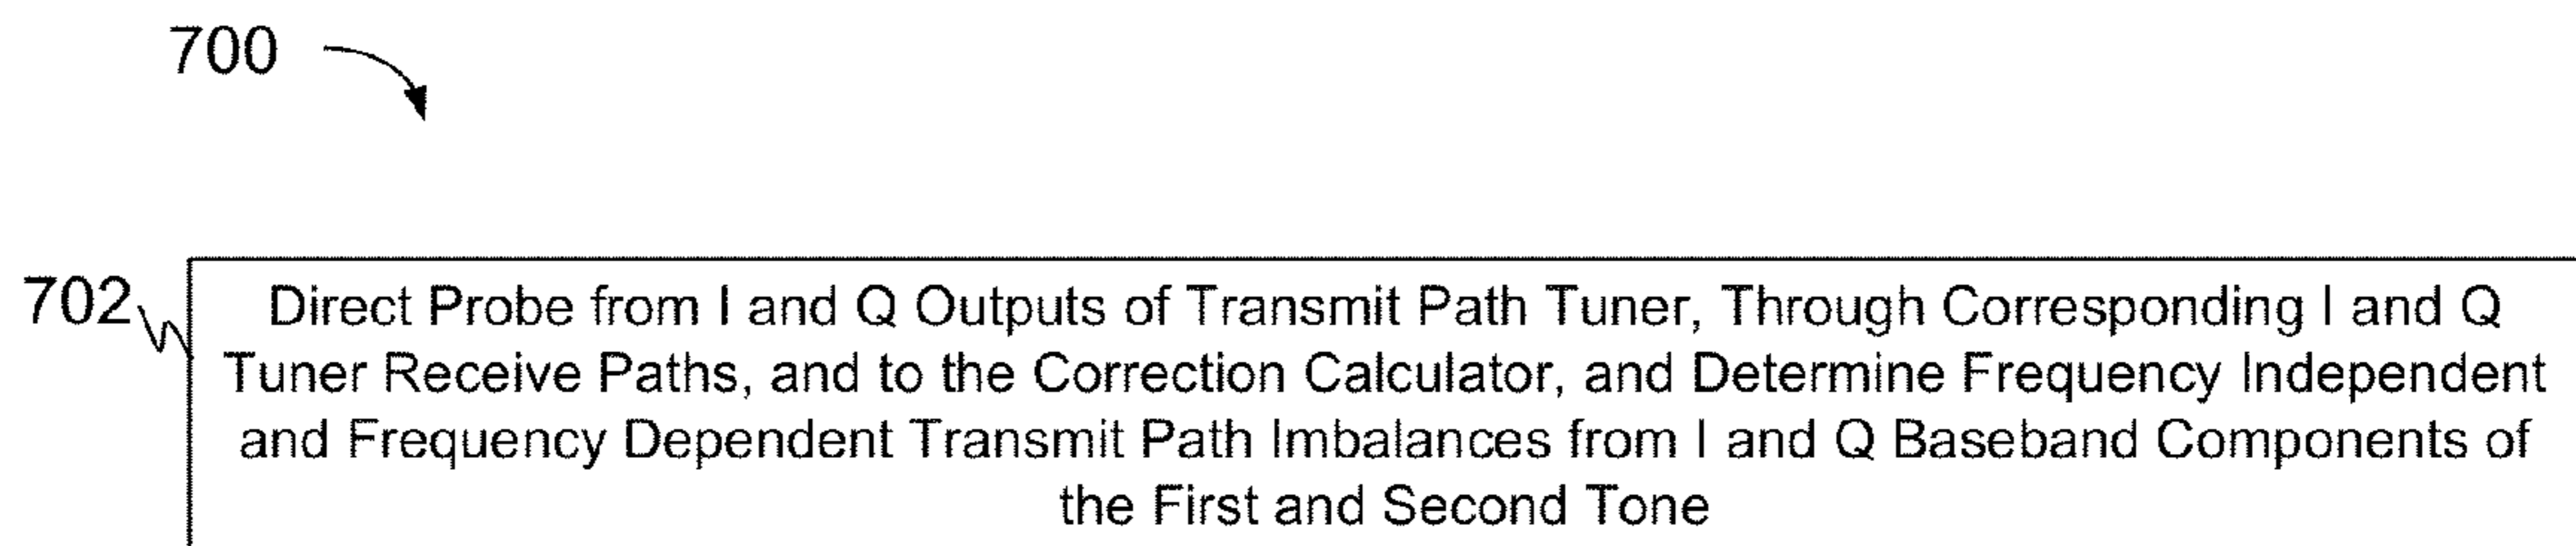 700
702
Direct Probe from I and Q Outputs of Transmit Path Tuner, Through Corresponding I and Q
Tuner Receive Paths, and to the Correction Calculator, and Determine Frequency Independent
and Frequency Dependent Transmit Path Imbalances from I and Q Baseband Components of
the First and Second Tone